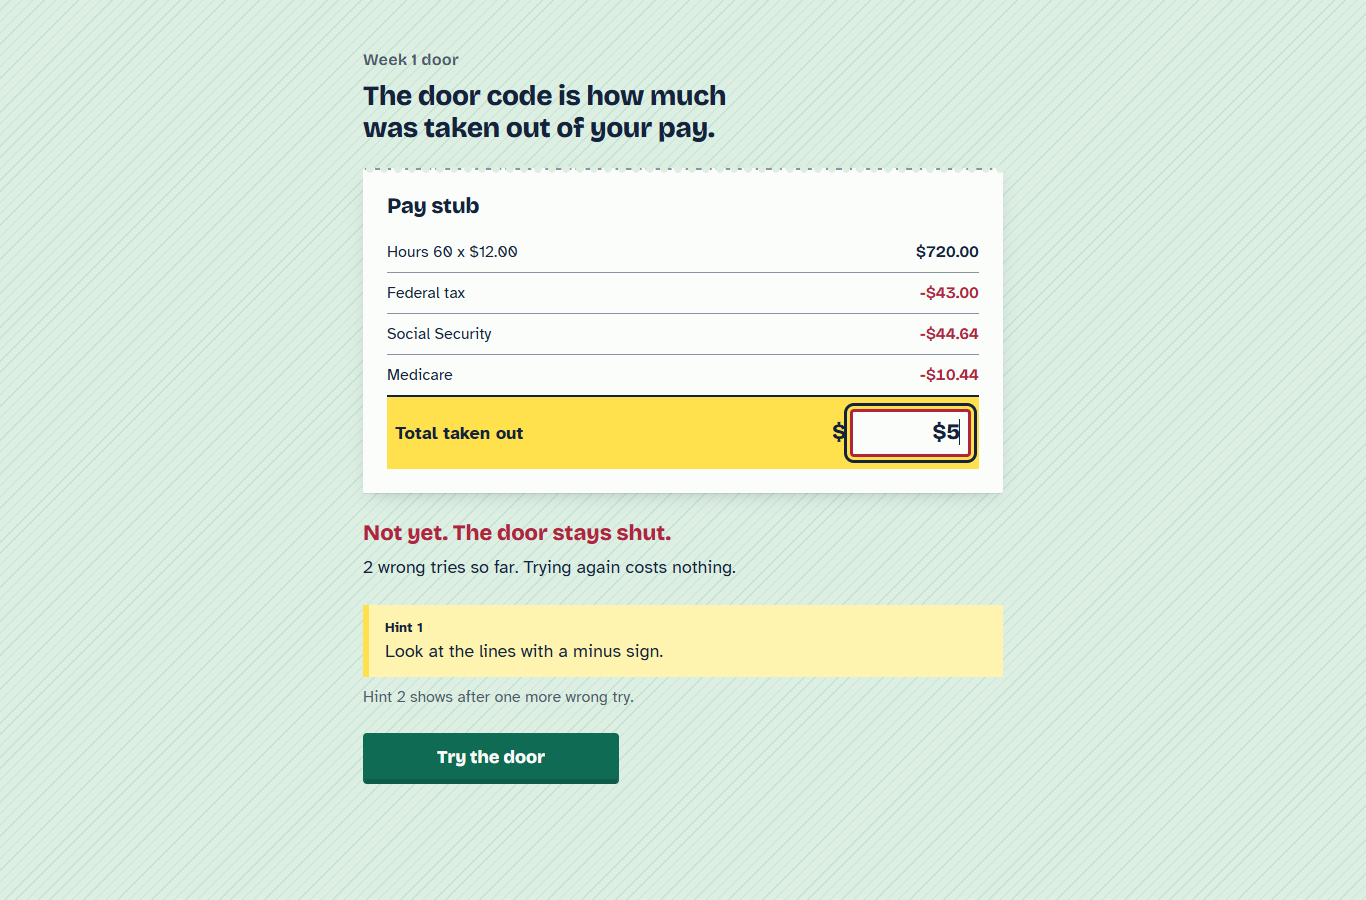 Week 1 door
The door code is how much
was taken out of your pay.
Pay stub
Hours 60 x $12.00 $720.00
Federal tax -$43.00
Social Security -$44.64
Medicare -$10.44
Total taken out $ $5
Not yet. The door stays shut.
2 wrong tries so far. Trying again costs nothing.
Hint 1
Look at the lines with a minus sign.
Hint 2 shows after one more wrong try.
Try the door